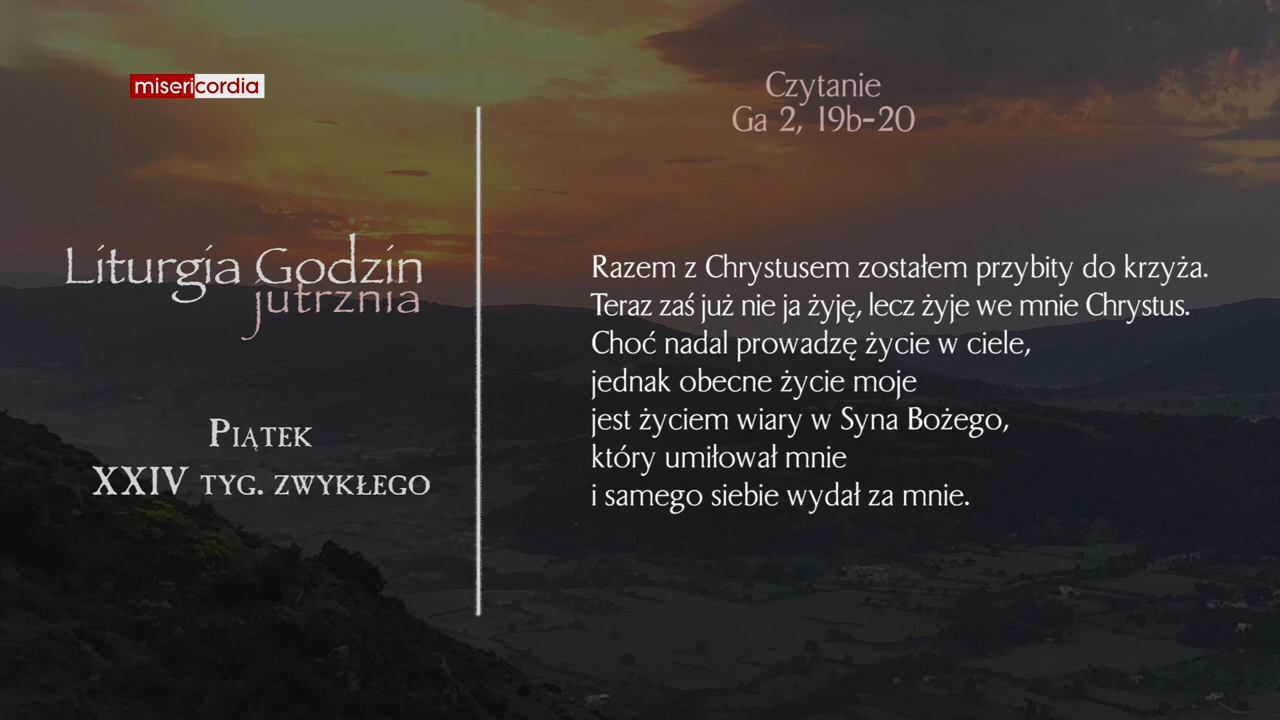 misericordia
Liturgia Godzin
jutrznia
Piątek
XXIV tyg. zwykłego
Czytanie
Ga 2, 19b-20
Razem z Chrystusem zostałem przybity do krzyża.
Teraz zaś już nie ja żyję, lecz żyje we mnie Chrystus.
Choć nadal prowadzę życie w ciele,
jednak obecne życie moje
jest życiem wiary w Syna Bożego,
który umiłował mnie
i samego siebie wydał za mnie.